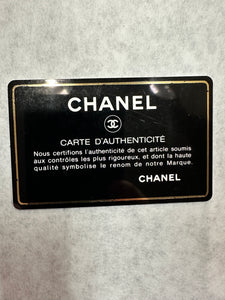 CHANEL
CARTE D'AUTHENTICITÉ
Nous certifions l'authenticité de cet article soumis
aux contrôles les plus rigoureux, et dont la haute
qualité symbolise le renom de notre Marque.
CHANEL